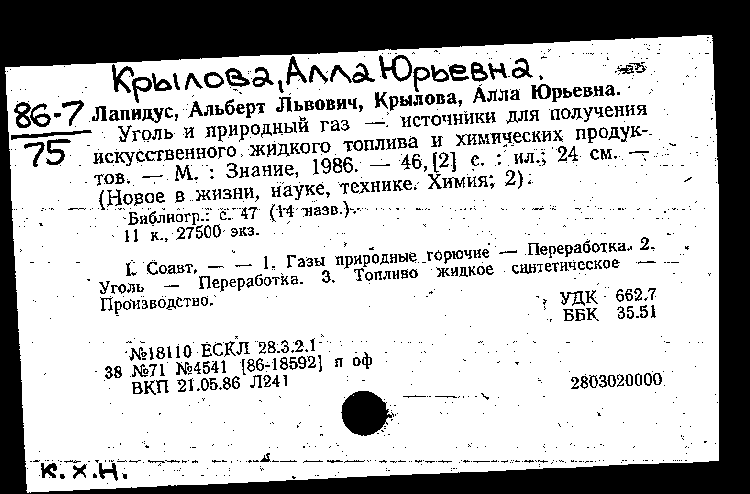 Крылова, Алла Юрьевна.
86-7
75
Лапидус, Альберт Львович, Крылова, Алла Юрьевна.
Уголь и природный газ — источники для получения
искусственного жидкого топлива и химических продук-
тов. — М. : Знание, 1986. — 46, [2] с. : ил.; 24 см. —
(Новое в жизни, науке, технике. Химия; 2).
Библиогр.: с. 47 (14 назв.).
11 к., 27500 экз.
I. Соавт. — — 1. Газы природные горючие — Переработка. 2.
Уголь — Переработка. 3. Топливо жидкое синтетическое —
Производство.
УДК 662.7
ББК 35.51
№18110 ЕСКЛ 28.3.2.1
38 №71 №4541 [86-18592] п оф
ВКП 21.05.86 Л241
2803020000
К.Х.Н.